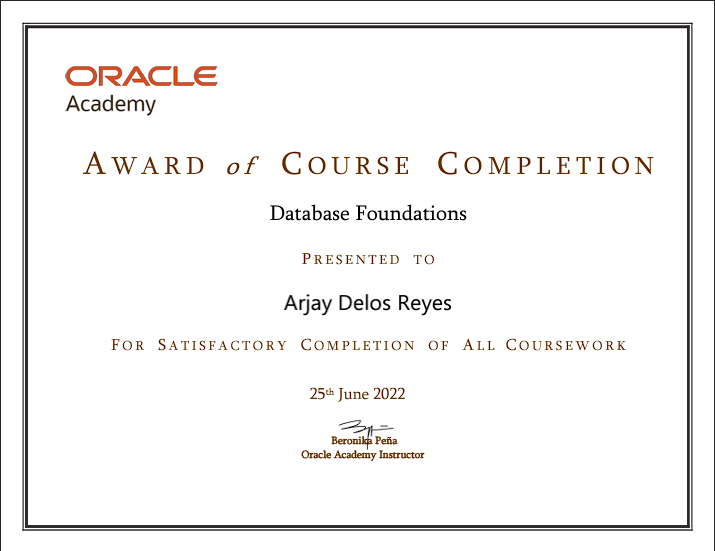 ORACLE
Academy
AWARD of COURSE COMPLETION
Database Foundations
PRESENTED TO
Arjay Delos Reyes
FOR SATISFACTORY COMPLETION OF ALL COURSEWORK
25th June 2022
Beronika Peña
Oracle Academy Instructor